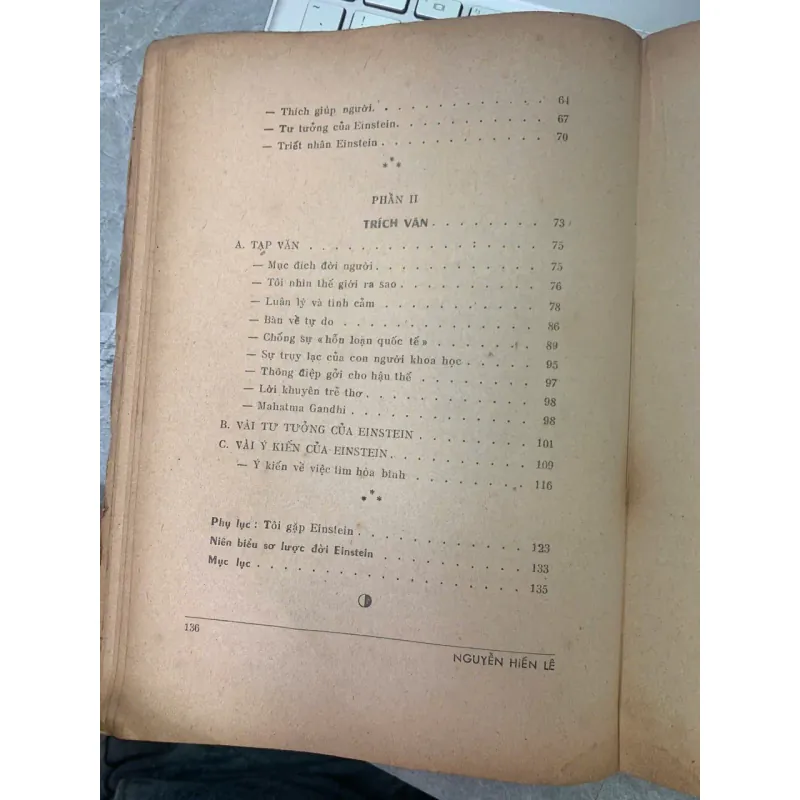 — Thích giúp người. . . . . . . . . . . . 64
— Tư tưởng của Einstein. . . . . . . . . . 67
— Triết nhân Einstein . . . . . . . . . . . 70
* * *
PHẦN II
TRÍCH VĂN . . . . . . . . 73
A. TẠP VĂN . . . . . . . . . . . . 75
— Mục đích đời người . . . . . . . . . . 75
— Tôi nhìn thế giới ra sao . . . . . . . . . 76
— Luân lý và tình cảm . . . . . . . . . . 78
— Bàn về tự do . . . . . . . . . . . . 86
— Chống sự «hỗn loạn quốc tế» . . . . . . . 89
— Sự truy lạc của con người khoa học . . . . . 95
— Thông điệp gởi cho hậu thế . . . . . . . . 97
— Lời khuyên trẻ thơ . . . . . . . . . . 98
— Mahatma Gandhi . . . . . . . . . . . 98
B. VÀI TƯ TƯỞNG CỦA EINSTEIN . . . . . . . 101
C. VÀI Ý KIẾN CỦA EINSTEIN. . . . . . . . . 109
— Ý kiến về việc tìm hòa bình . . . . . . . 116
* * *
Phụ lục : Tôi gặp Einstein . . . . . . . . . . 123
Niên biểu sơ lược đời Einstein . . . . . . . . . 133
Mục lục . . . . . . . . . . . . . . . . 135
136
NGUYỄN HIẾN LÊ